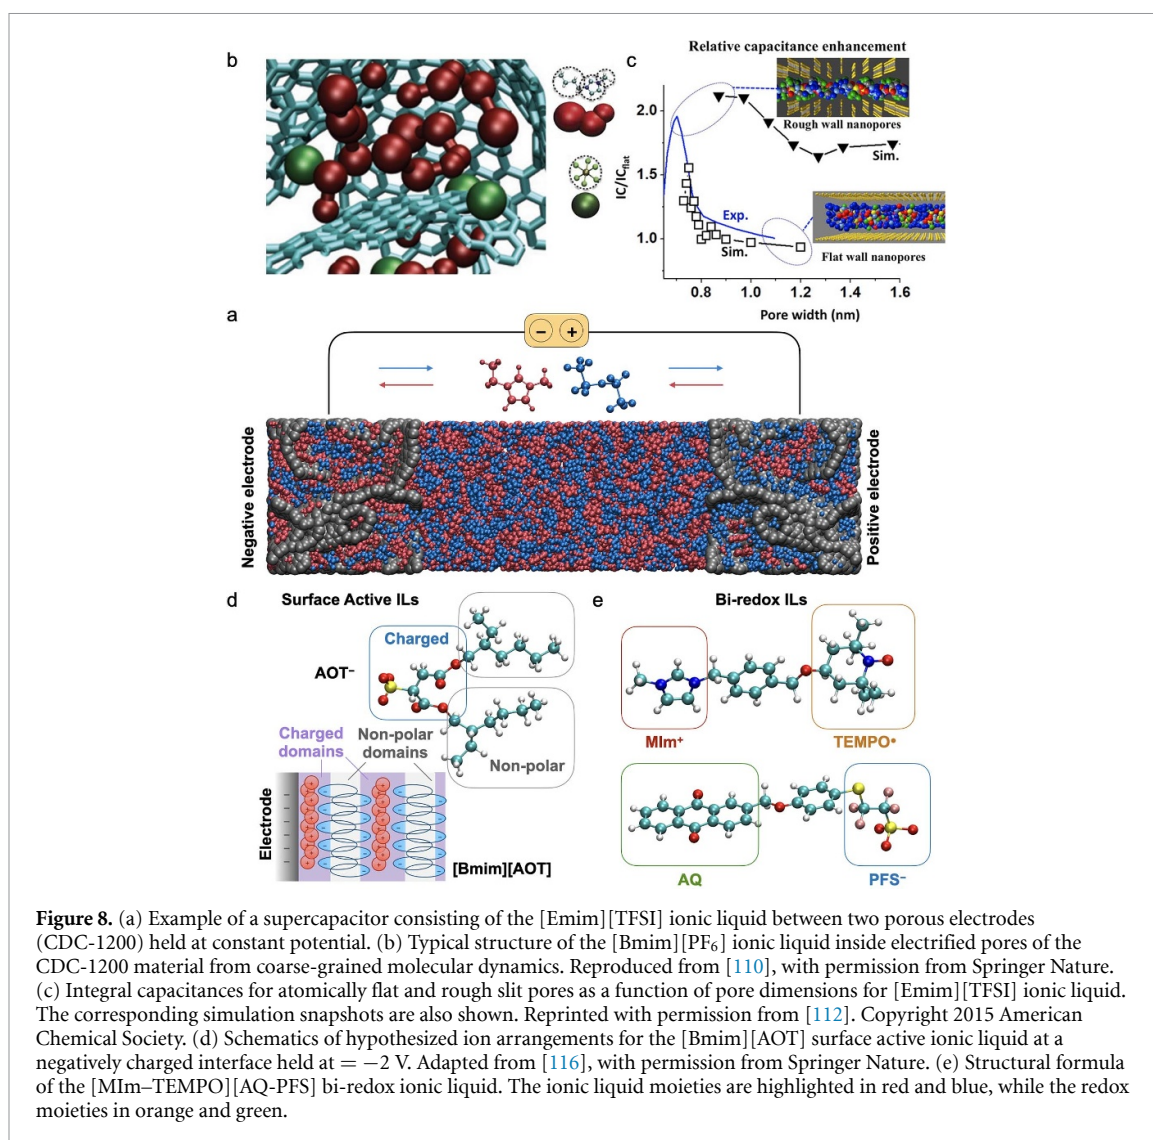 b
c
Relative capacitance enhancement
Rough wall nanopores
Sim.
Exp.
Sim.
Flat wall nanopores
IC/ICflat
2.0
1.5
1.0
0.8 1.0 1.2 1.4 1.6
Pore width (nm)
a
− +
Negative electrode
Positive electrode
d
Surface Active ILs
Charged
AOT⁻
Non-polar
Charged domains
Non-polar domains
Electrode
[Bmim][AOT]
e
Bi-redox ILs
MIm⁺
TEMPO•
AQ
PFS⁻
Figure 8. (a) Example of a supercapacitor consisting of the [Emim][TFSI] ionic liquid between two porous electrodes
(CDC-1200) held at constant potential. (b) Typical structure of the [Bmim][PF₆] ionic liquid inside electrified pores of the
CDC-1200 material from coarse-grained molecular dynamics. Reproduced from [110], with permission from Springer Nature.
(c) Integral capacitances for atomically flat and rough slit pores as a function of pore dimensions for [Emim][TFSI] ionic liquid.
The corresponding simulation snapshots are also shown. Reprinted with permission from [112]. Copyright 2015 American
Chemical Society. (d) Schematics of hypothesized ion arrangements for the [Bmim][AOT] surface active ionic liquid at a
negatively charged interface held at = −2 V. Adapted from [116], with permission from Springer Nature. (e) Structural formula
of the [MIm–TEMPO][AQ-PFS] bi-redox ionic liquid. The ionic liquid moieties are highlighted in red and blue, while the redox
moieties in orange and green.